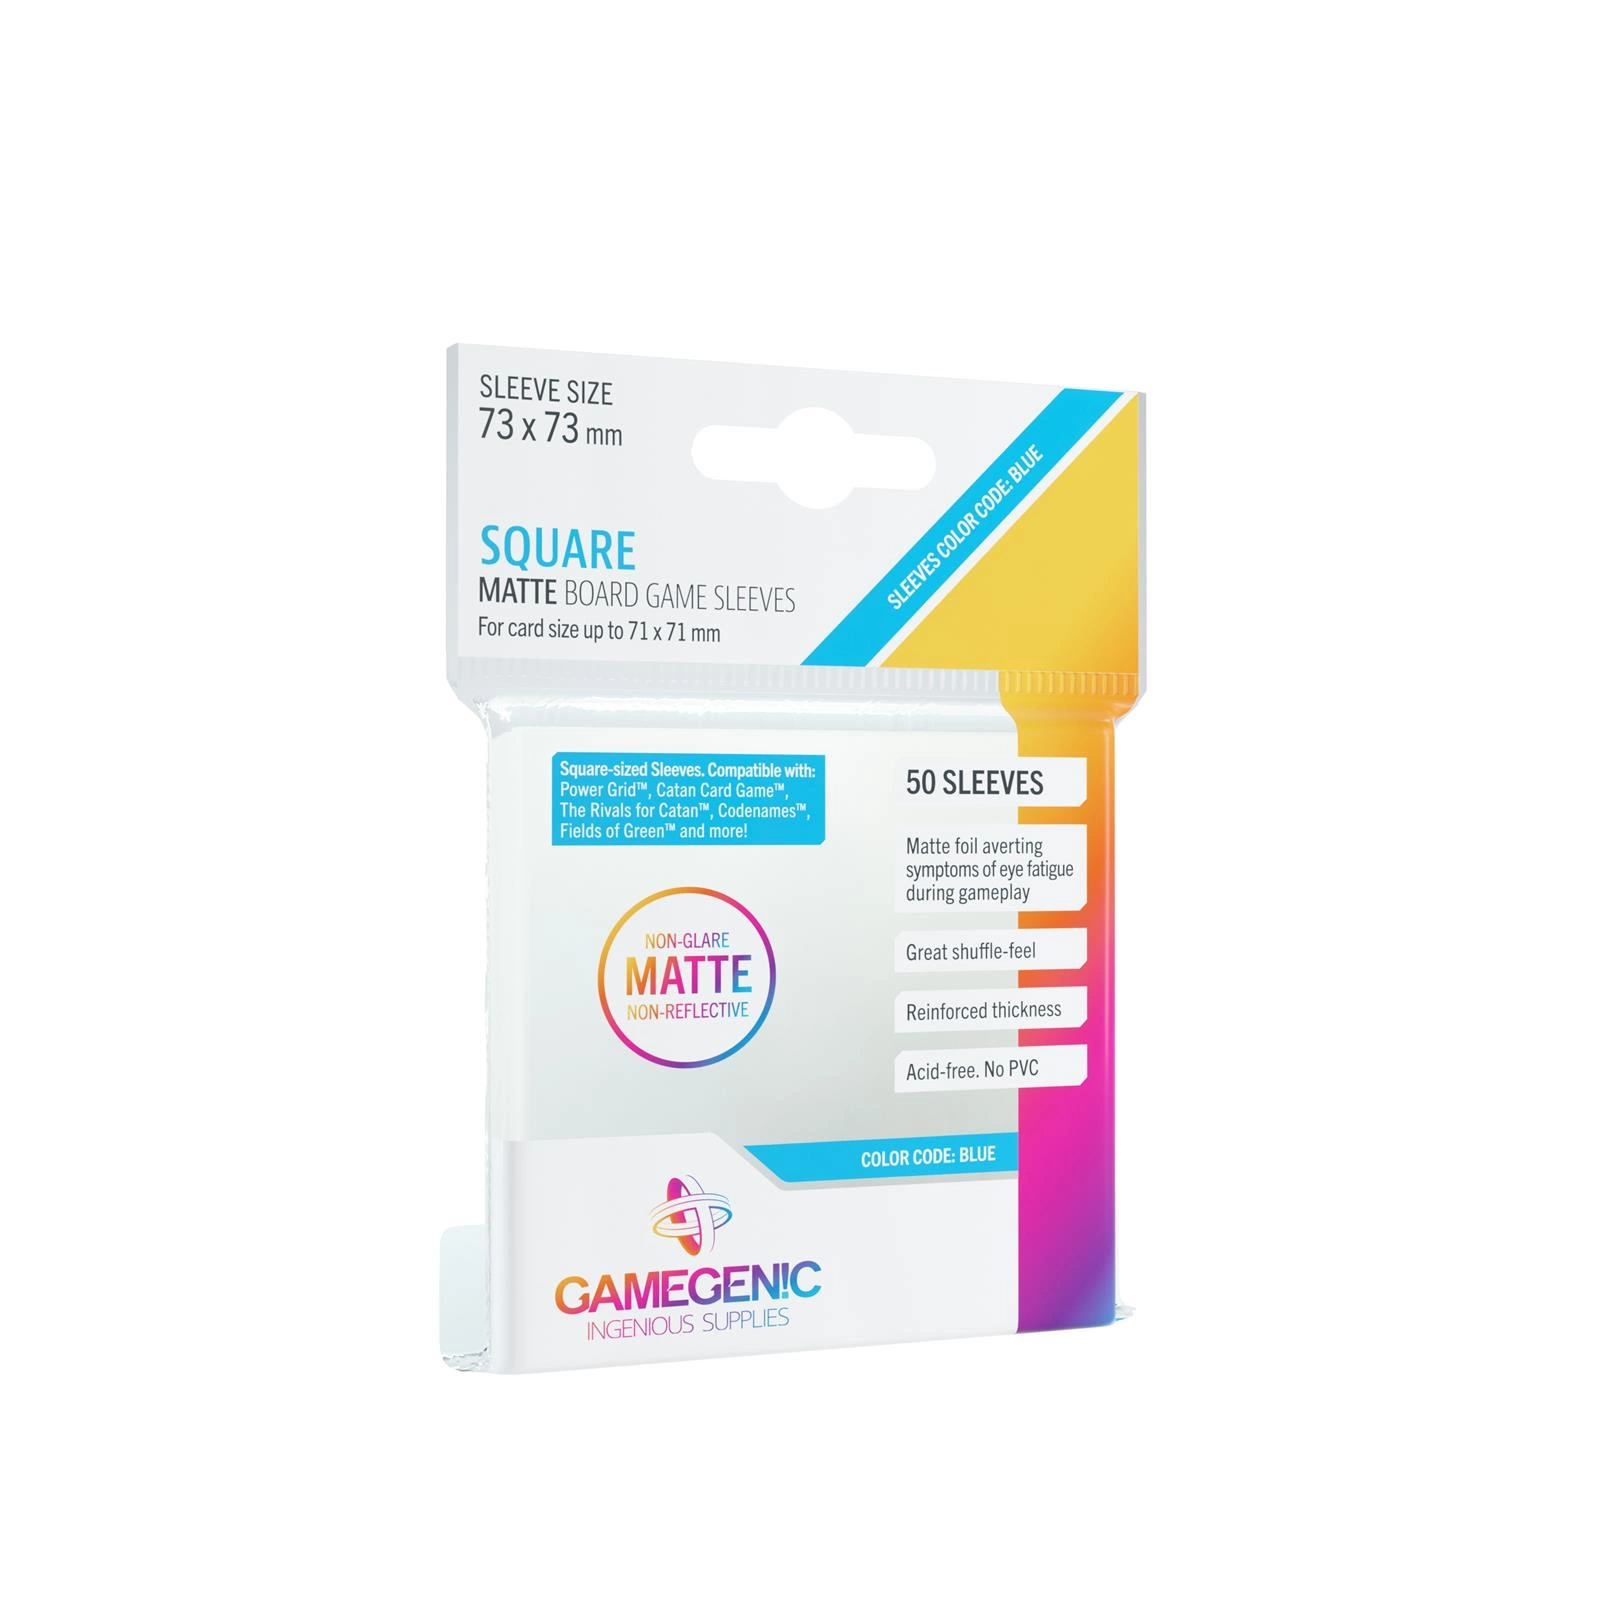 SLEEVE SIZE
73 x 73 mm
SLEEVES COLOR CODE: BLUE
SQUARE
MATTE BOARD GAME SLEEVES
For card size up to 71 x 71 mm
Square-sized Sleeves. Compatible with:
Power Grid™, Catan Card Game™,
The Rivals for Catan™, Codenames™,
Fields of Green™ and more!
50 SLEEVES
Matte foil averting
symptoms of eye fatigue
during gameplay
NON-GLARE
MATTE
NON-REFLECTIVE
Great shuffle-feel
Reinforced thickness
Acid-free. No PVC
COLOR CODE: BLUE
GAMEGEN!C
INGENIOUS SUPPLIES